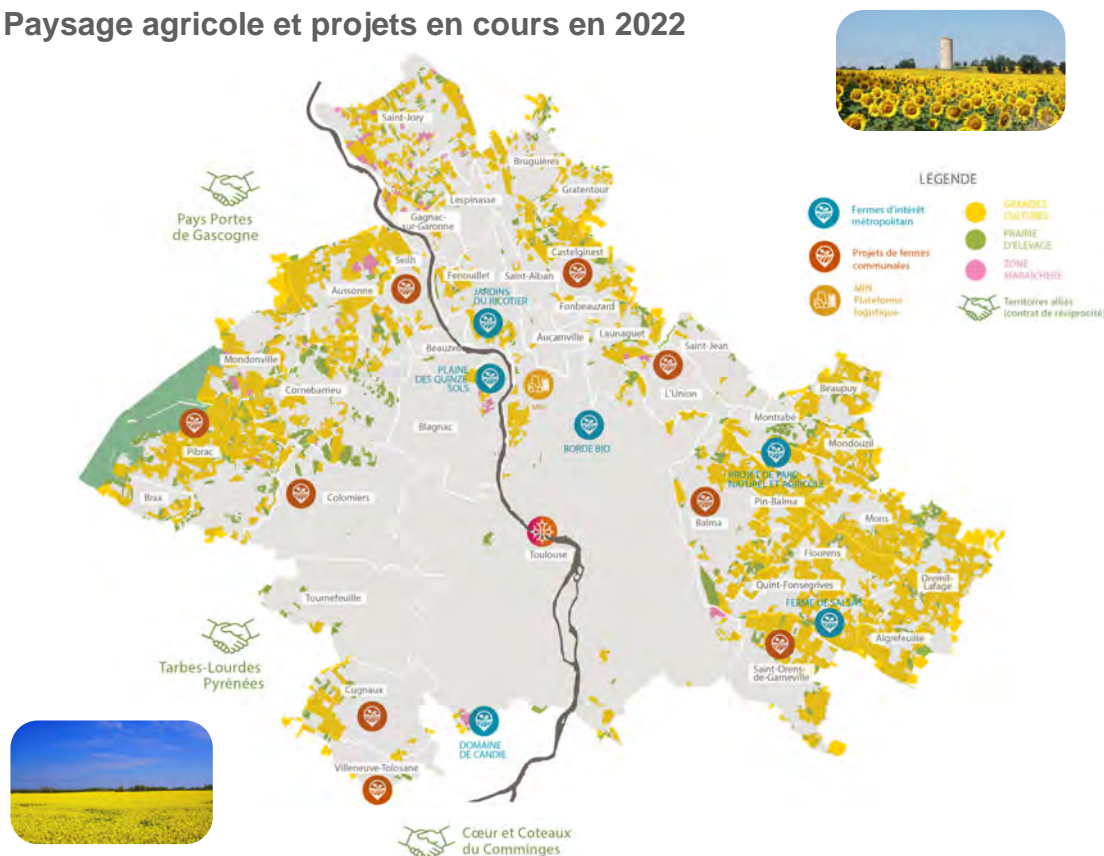 Paysage agricole et projets en cours en 2022
Saint-Jory
Bruguières
Gratentour
Lespinasse
Gagnac-
sur-Garonne
Pays Portes
de Gascogne
Seilh
Castelginest
Fenouillet
Saint-Alban
Aussonne
JARDINS
DU RICOTIER
Fonbeauzard
Launaguet
Aucamville
Saint-Jean
Mondonville
PLAINE
DES QUINZE
SOLS
Cornebarrieu
MIN
L'Union
Beaupuy
Montrabé
Blagnac
BORDE BIO
Mondouzil
Pibrac
PROJET DE PARC
NATUREL ET AGRICOLE
Brax
Colomiers
Pin-Balma
Balma
Mons
Toulouse
Flourens
Drémil-
Lafage
Quint-Fonsegrives
Tournefeuille
FERME DE SALSAS
Aigrefeuille
Tarbes-Lourdes
Pyrénées
Saint-Orens-
de-Gameville
Cugnaux
DOMAINE
DE CANDIE
Villeneuve-Tolosane
Cœur et Coteaux
du Comminges
LÉGENDE
Fermes d'intérêt
métropolitain
GRANDES
CULTURES
Projets de fermes
communales
PRAIRIE
D'ÉLEVAGE
MIN
Plateforme
logistique
ZONE
MARAÎCHÈRE
Territoires alliés
(contrat de réciprocité)